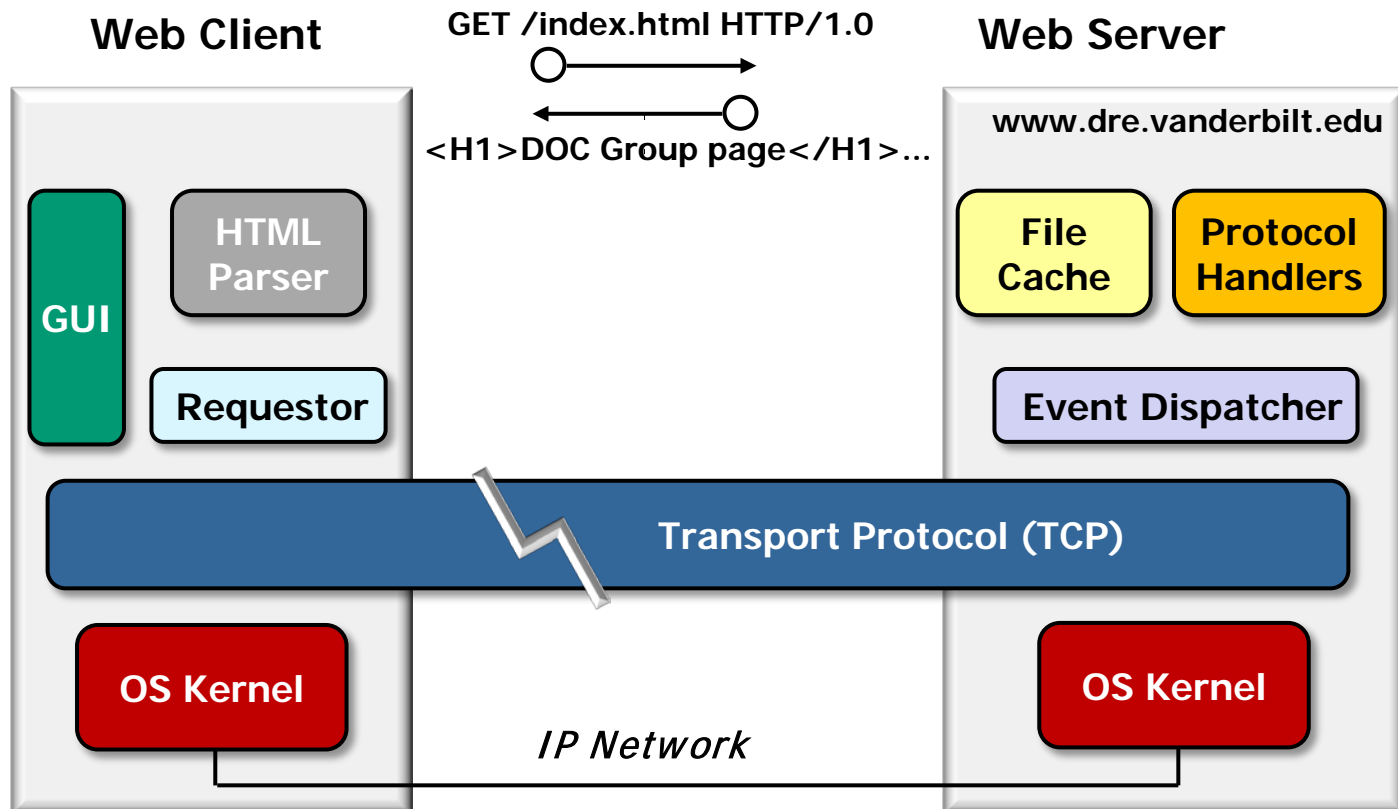 Web Client
GET /index.html HTTP/1.0
Web Server
www.dre.vanderbilt.edu
<H1>DOC Group page</H1>...
GUI
HTML
Parser
File
Cache
Protocol
Handlers
Requestor
Event Dispatcher
Transport Protocol (TCP)
OS Kernel
OS Kernel
IP Network